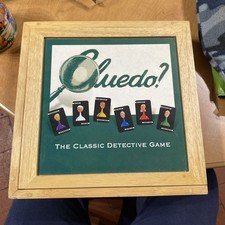 Cluedo?
THE CLASSIC DETECTIVE GAME